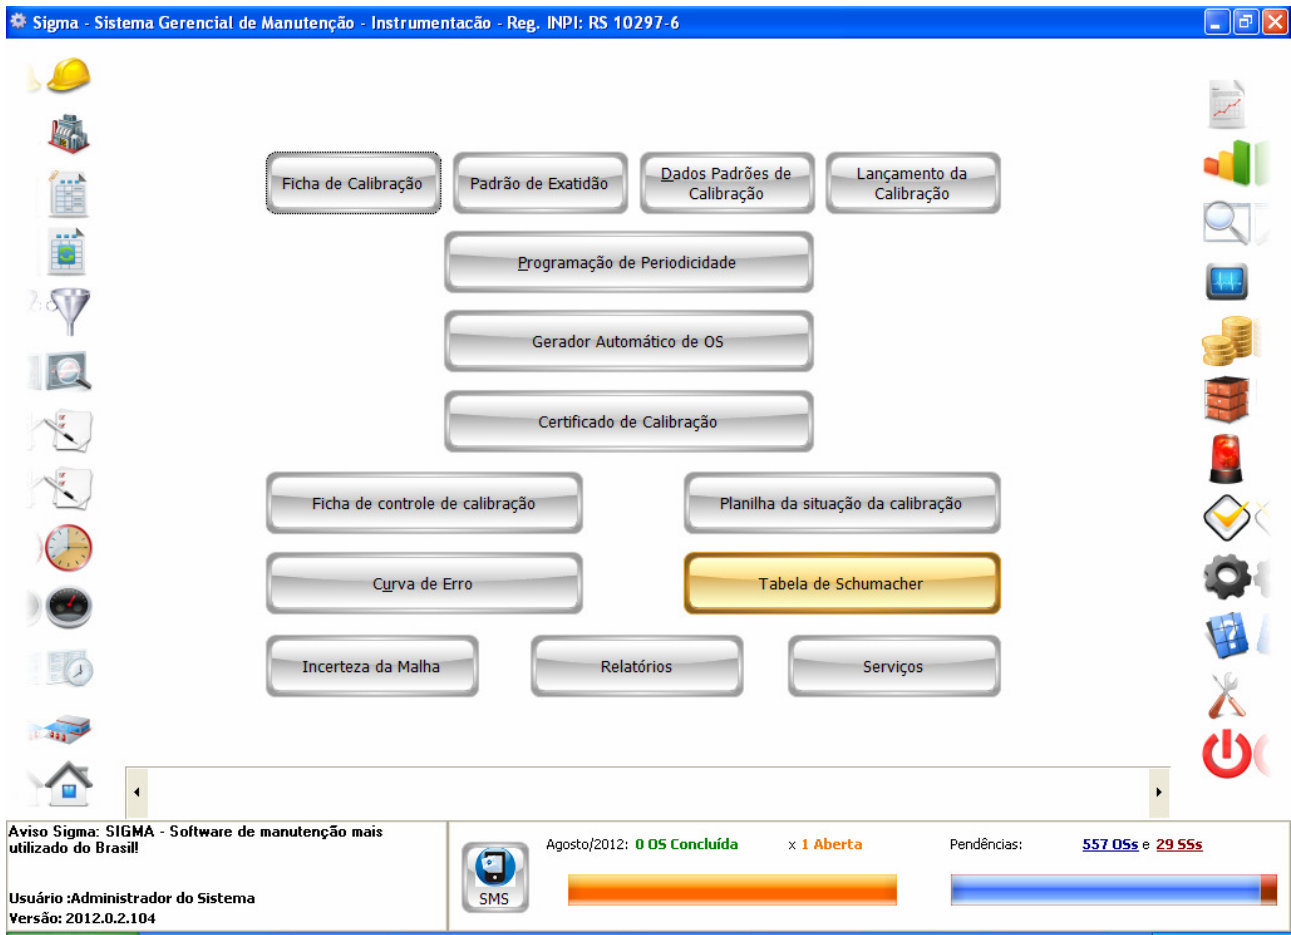 Sigma - Sistema Gerencial de Manutenção - Instrumentacão - Reg. INPI: RS 10297-6
Ficha de Calibração
Padrão de Exatidão
Dados Padrões de
Calibração
Lançamento da
Calibração
Programação de Periodicidade
Gerador Automático de OS
Certificado de Calibração
Ficha de controle de calibração
Planilha da situação da calibração
Curva de Erro
Tabela de Schumacher
Incerteza da Malha
Relatórios
Serviços
Aviso Sigma: SIGMA - Software de manutenção mais
utilizado do Brasil!
Usuário :Administrador do Sistema
Versão: 2012.0.2.104
SMS
Agosto/2012: 0 OS Concluída x 1 Aberta
Pendências: 557 OSs e 29 SSs